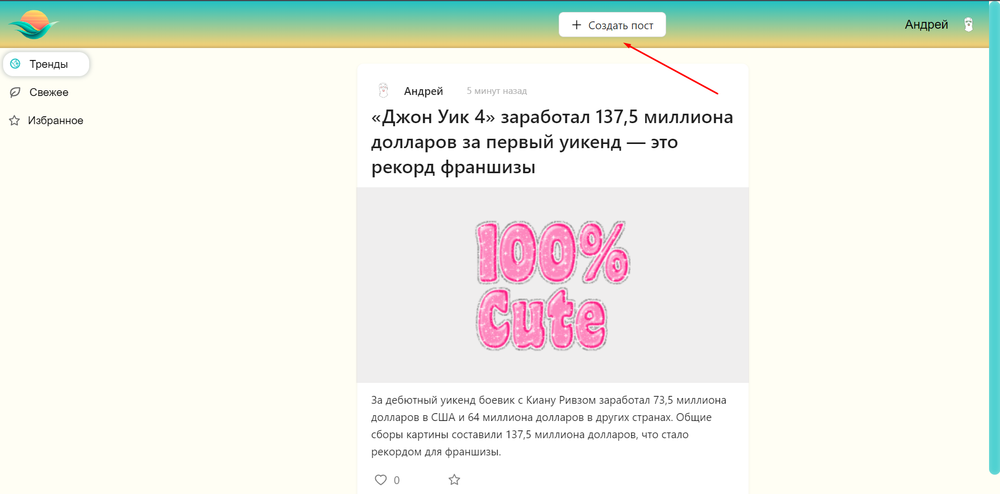 Создать пост
Андрей
Тренды
Свежее
Избранное
Андрей 5 минут назад
«Джон Уик 4» заработал 137,5 миллиона
долларов за первый уикенд — это
рекорд франшизы
100%
Cute
За дебютный уикенд боевик с Киану Ривзом заработал 73,5 миллиона
долларов в США и 64 миллиона долларов в других странах. Общие
сборы картины составили 137,5 миллиона долларов, что стало
рекордом для франшизы.
0